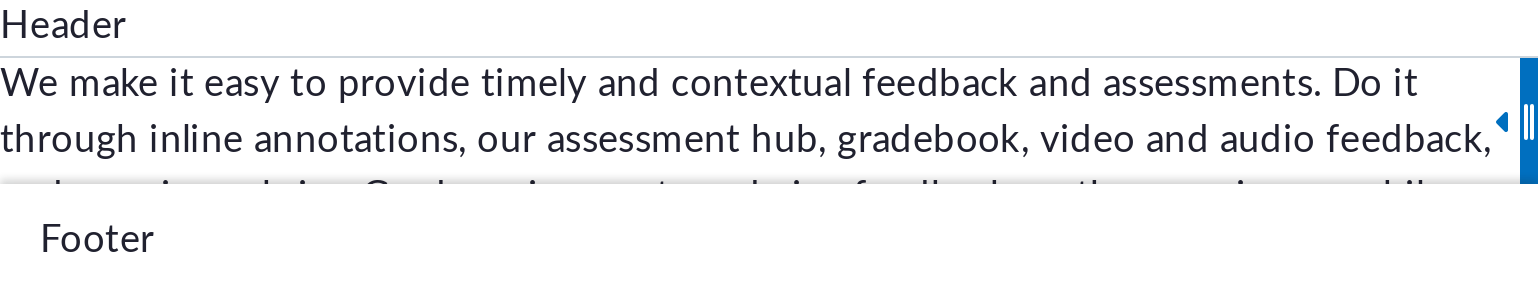 Header
We make it easy to provide timely and contextual feedback and assessments. Do it
through inline annotations, our assessment hub, gradebook, video and audio feedback,
Footer